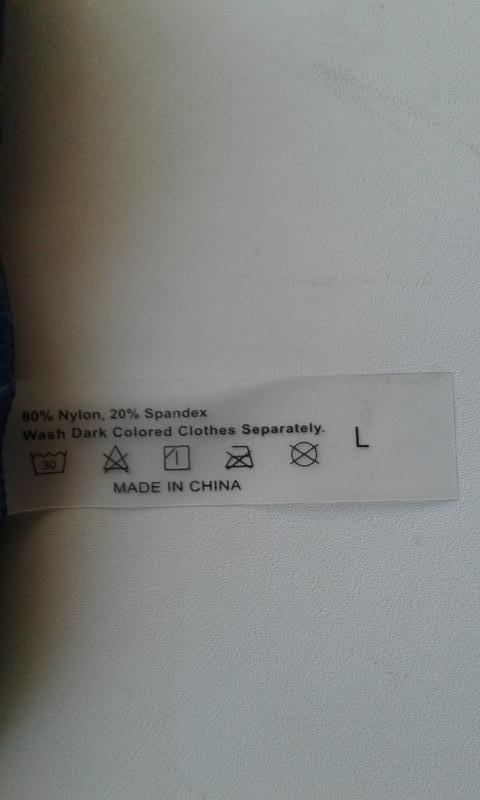 80% Nylon, 20% Spandex
Wash Dark Colored Clothes Separately.
L
30
MADE IN CHINA